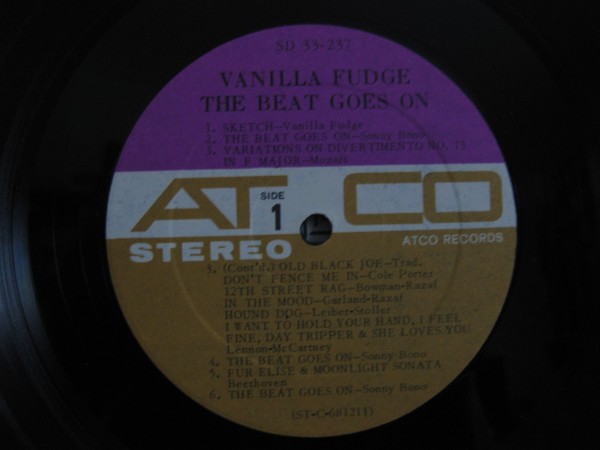 SD 33-237
VANILLA FUDGE
THE BEAT GOES ON
1. SKETCH—Vanilla Fudge
2. THE BEAT GOES ON—Sonny Bono
3. VARIATIONS ON DIVERTIMENTO NO. 13
IN F MAJOR—Mozart
ATCO
SIDE
1
STEREO
ATCO RECORDS
3. (Cont'd.) OLD BLACK JOE—Trad.
DON'T FENCE ME IN—Cole Porter
12TH STREET RAG—Bowman-Razaf
IN THE MOOD—Garland-Razaf
HOUND DOG—Leiber-Stoller
I WANT TO HOLD YOUR HAND, I FEEL
FINE, DAY TRIPPER & SHE LOVES YOU
Lennon-McCartney
4. THE BEAT GOES ON—Sonny Bono
5. FUR ELISE & MOONLIGHT SONATA
Beethoven
6. THE BEAT GOES ON—Sonny Bono
(ST-C-681211)